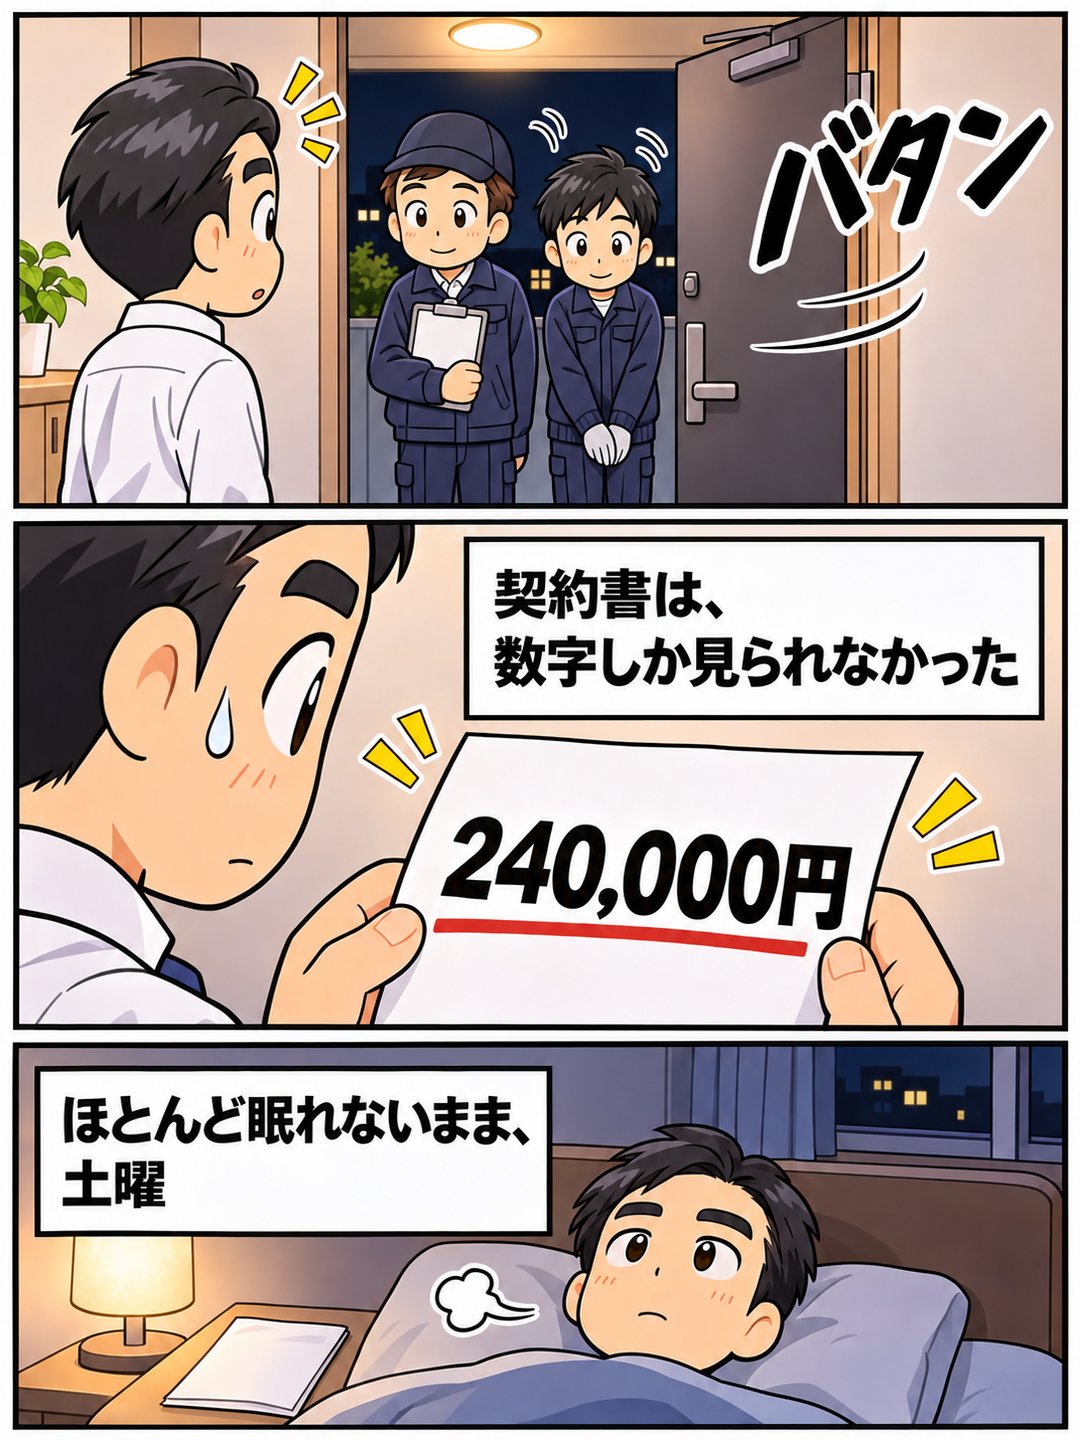 バタン
契約書は、
数字しか見られなかった
240,000円
ほとんど眠れないまま、
土曜